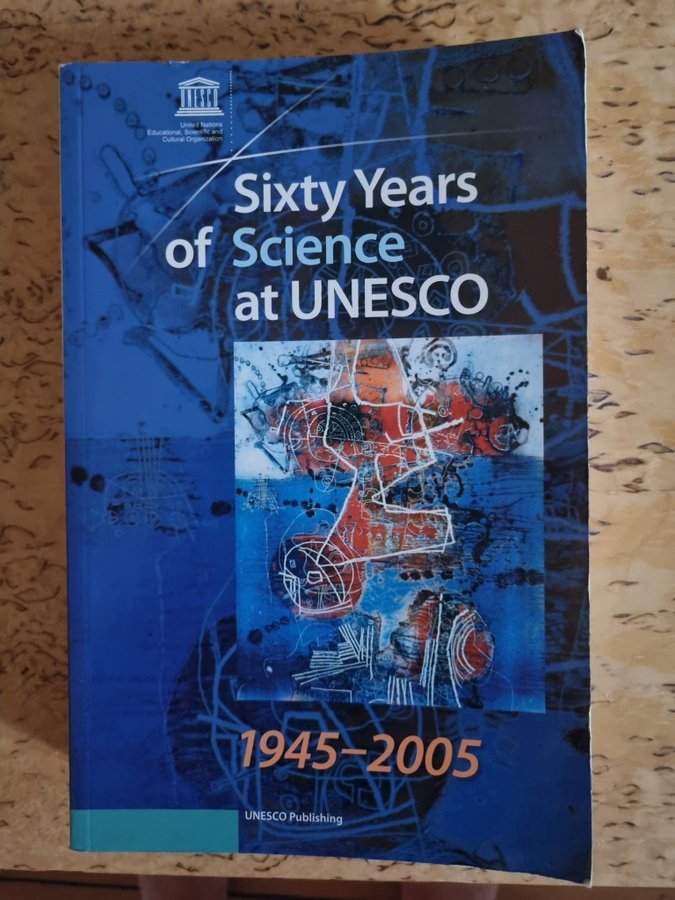 UNESCO
United Nations
Educational, Scientific and
Cultural Organization
Sixty Years
of Science
at UNESCO
1945–2005
UNESCO Publishing